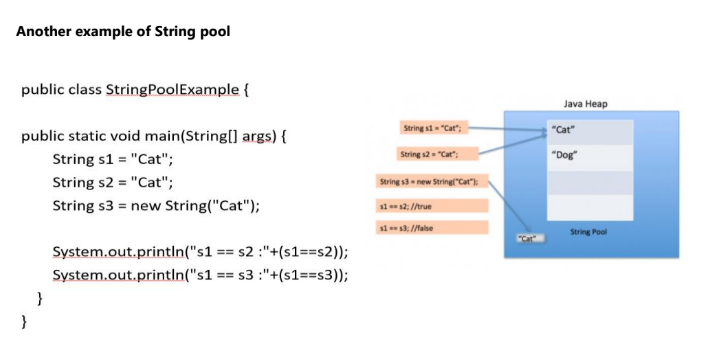 Another example of String pool
public class StringPoolExample {
public static void main(String[] args) {
String s1 = "Cat";
String s2 = "Cat";
String s3 = new String("Cat");
System.out.println("s1 == s2 :"+(s1==s2));
System.out.println("s1 == s3 :"+(s1==s3));
}
}
Java Heap
String s1 = "Cat";
String s2 = "Cat";
String s3 = new String("Cat");
s1 == s2; //true
s1 == s3; //false
"Cat"
"Dog"
"Cat"
String Pool